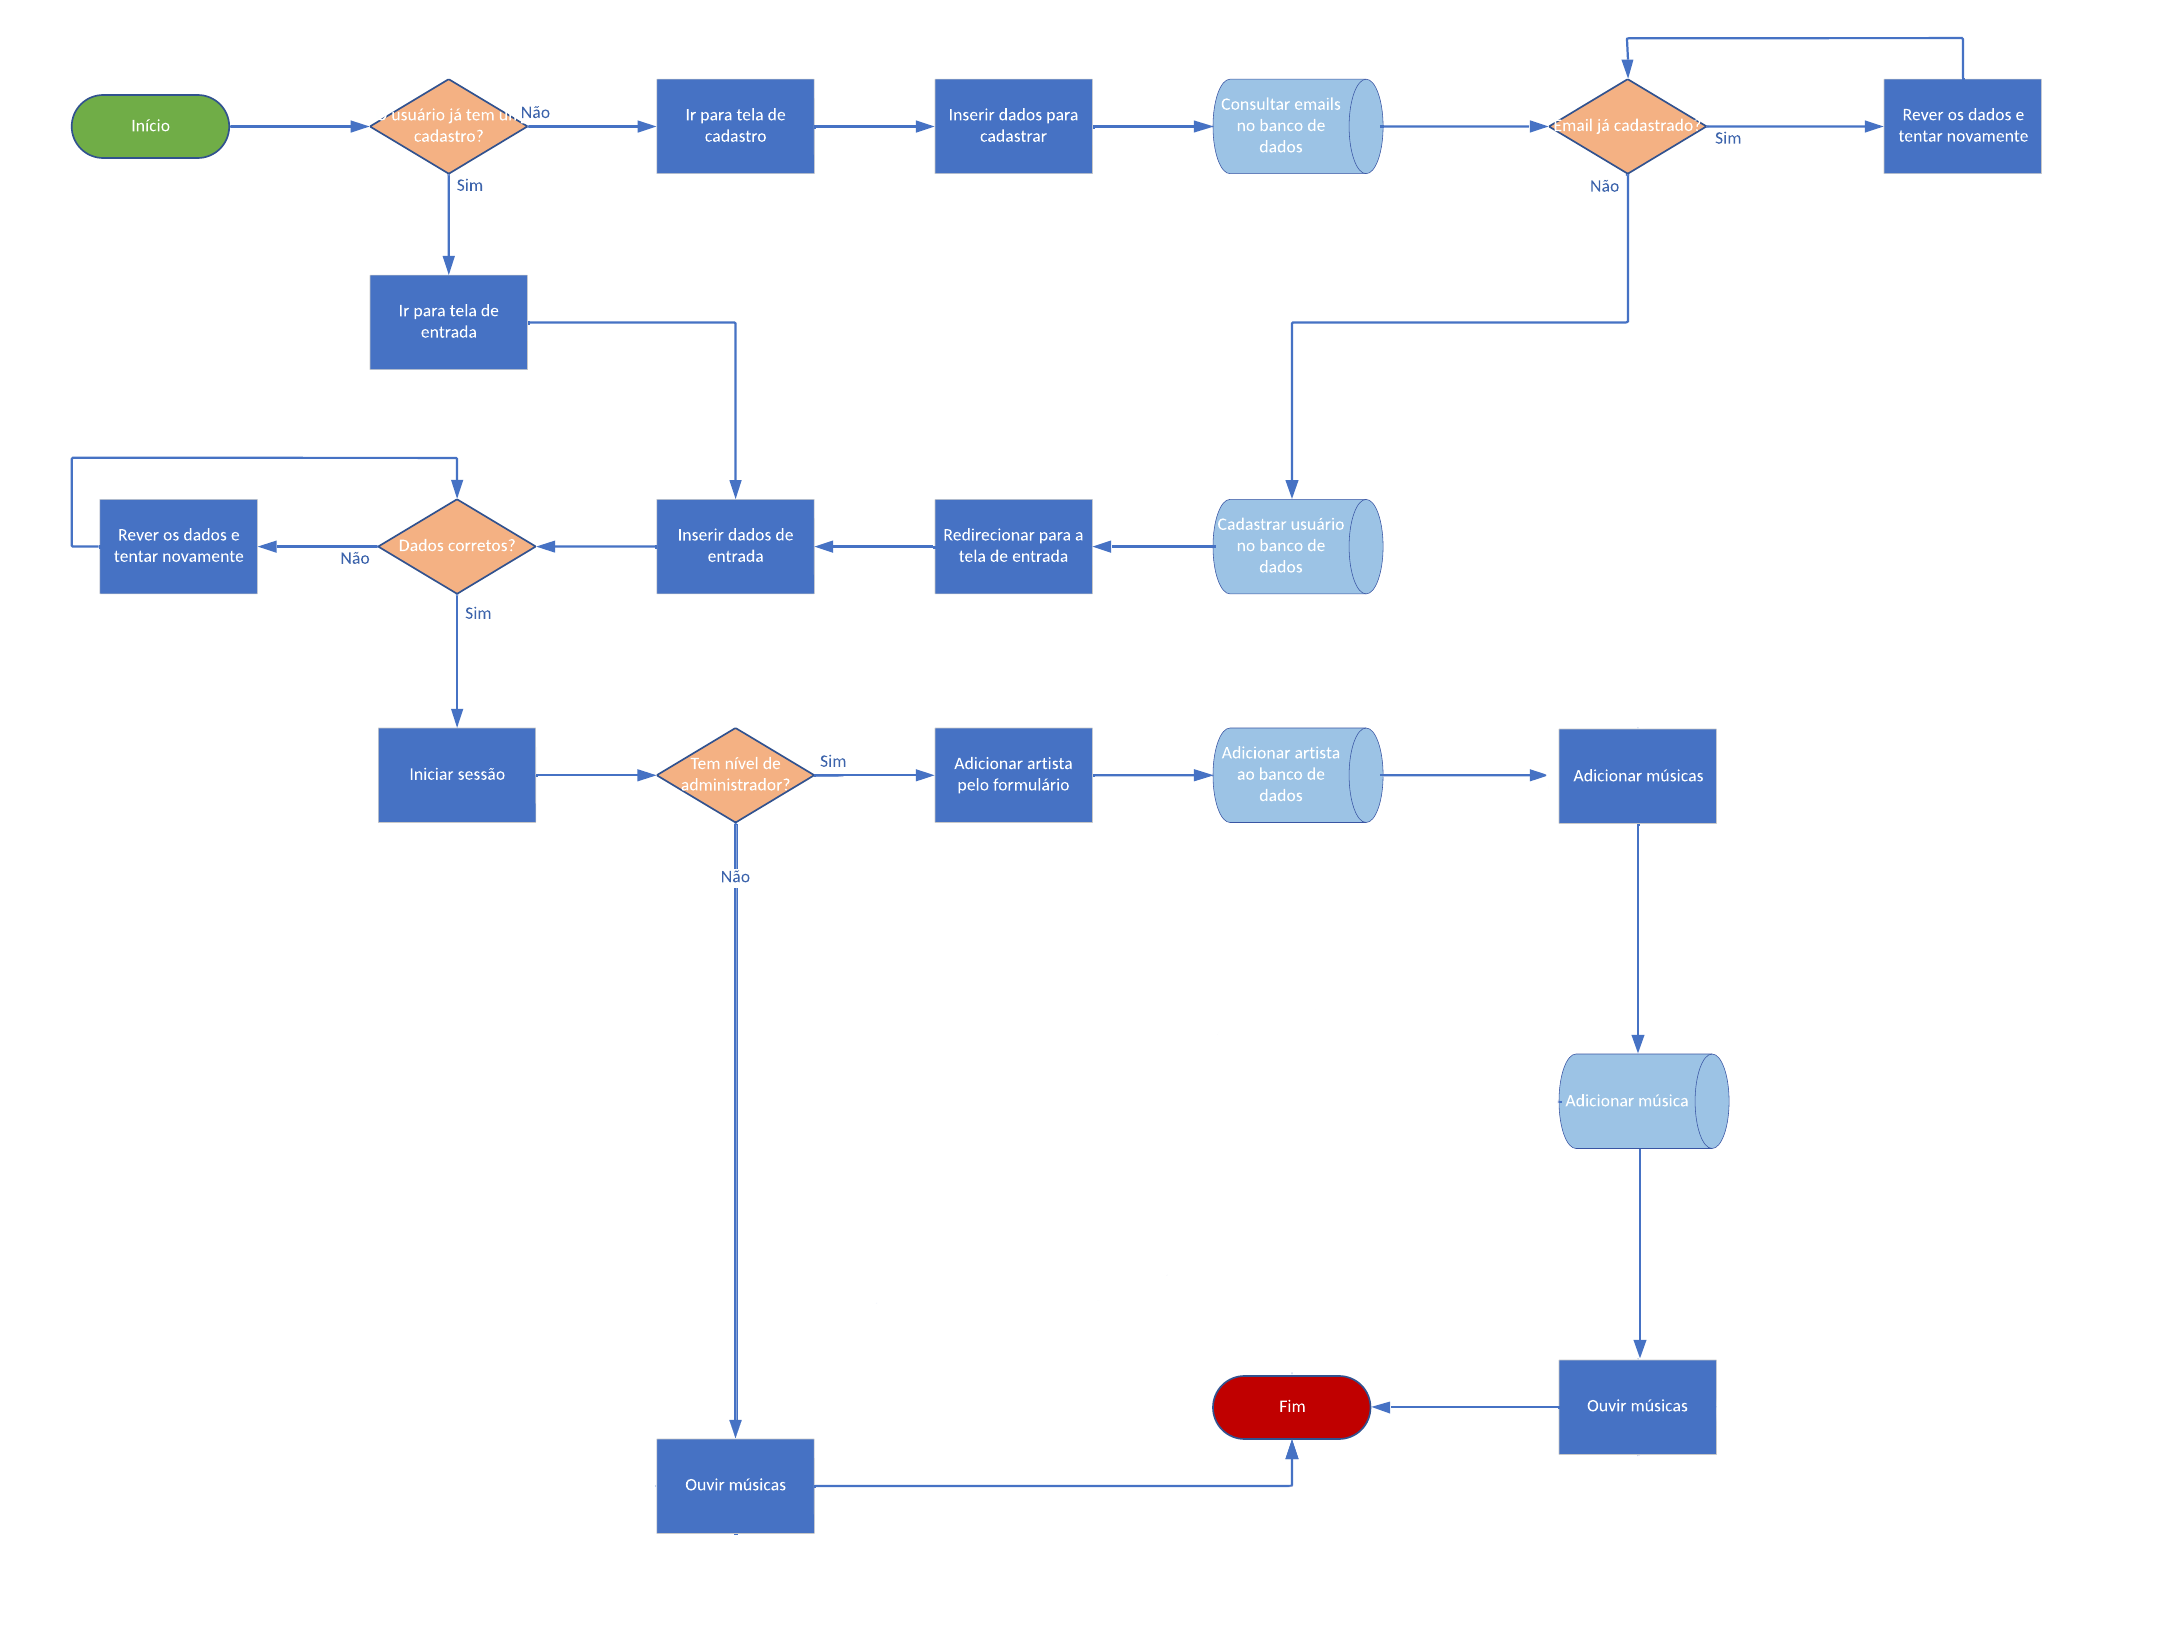 Início
usuário já tem um
cadastro?
Não
Sim
Ir para tela de
cadastro
Inserir dados para
cadastrar
Consultar emails
no banco de
dados
Email já cadastrado?
Sim
Não
Rever os dados e
tentar novamente
Ir para tela de
entrada
Rever os dados e
tentar novamente
Não
Dados corretos?
Sim
Inserir dados de
entrada
Redirecionar para a
tela de entrada
Cadastrar usuário
no banco de
dados
Iniciar sessão
Tem nível de
administrador?
Sim
Não
Adicionar artista
pelo formulário
Adicionar artista
ao banco de
dados
Adicionar músicas
Adicionar música
Fim
Ouvir músicas
Ouvir músicas